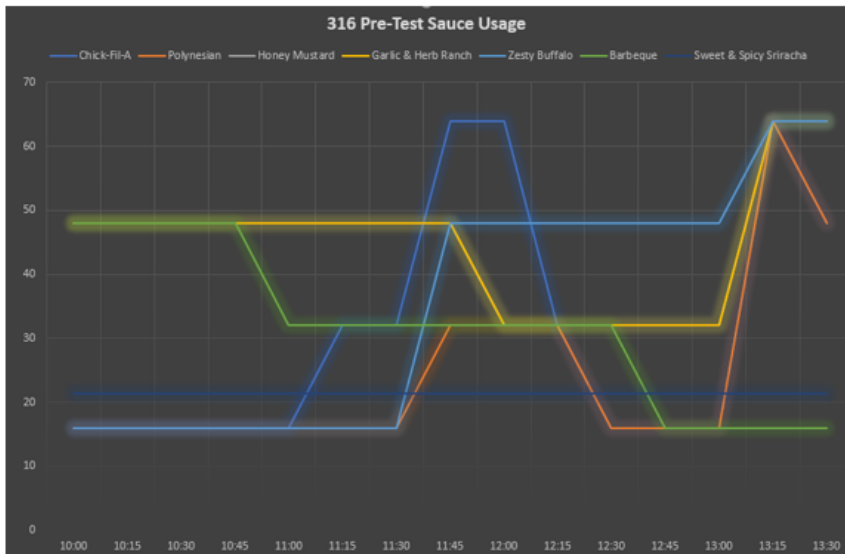 316 Pre-Test Sauce Usage
Chick-Fil-A Polynesian Honey Mustard Garlic & Herb Ranch Zesty Buffalo Barbeque Sweet & Spicy Sriracha
70
60
50
40
30
20
10
0
10:00 10:15 10:30 10:45 11:00 11:15 11:30 11:45 12:00 12:15 12:30 12:45 13:00 13:15 13:30